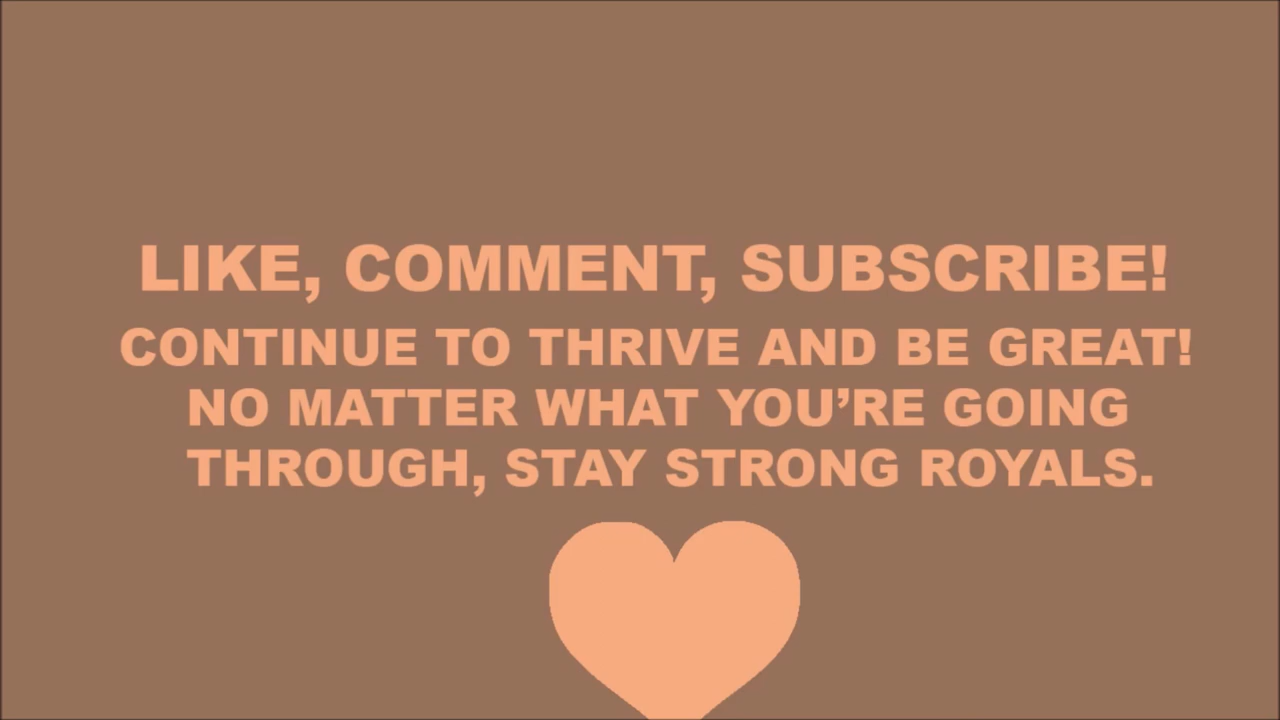 LIKE, COMMENT, SUBSCRIBE!
CONTINUE TO THRIVE AND BE GREAT!
NO MATTER WHAT YOU’RE GOING
THROUGH, STAY STRONG ROYALS.